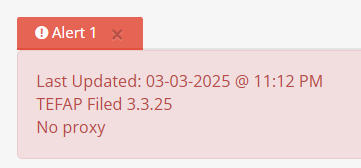 Alert 1
Last Updated: 03-03-2025 @ 11:12 PM
TEFAP Filed 3.3.25
No proxy